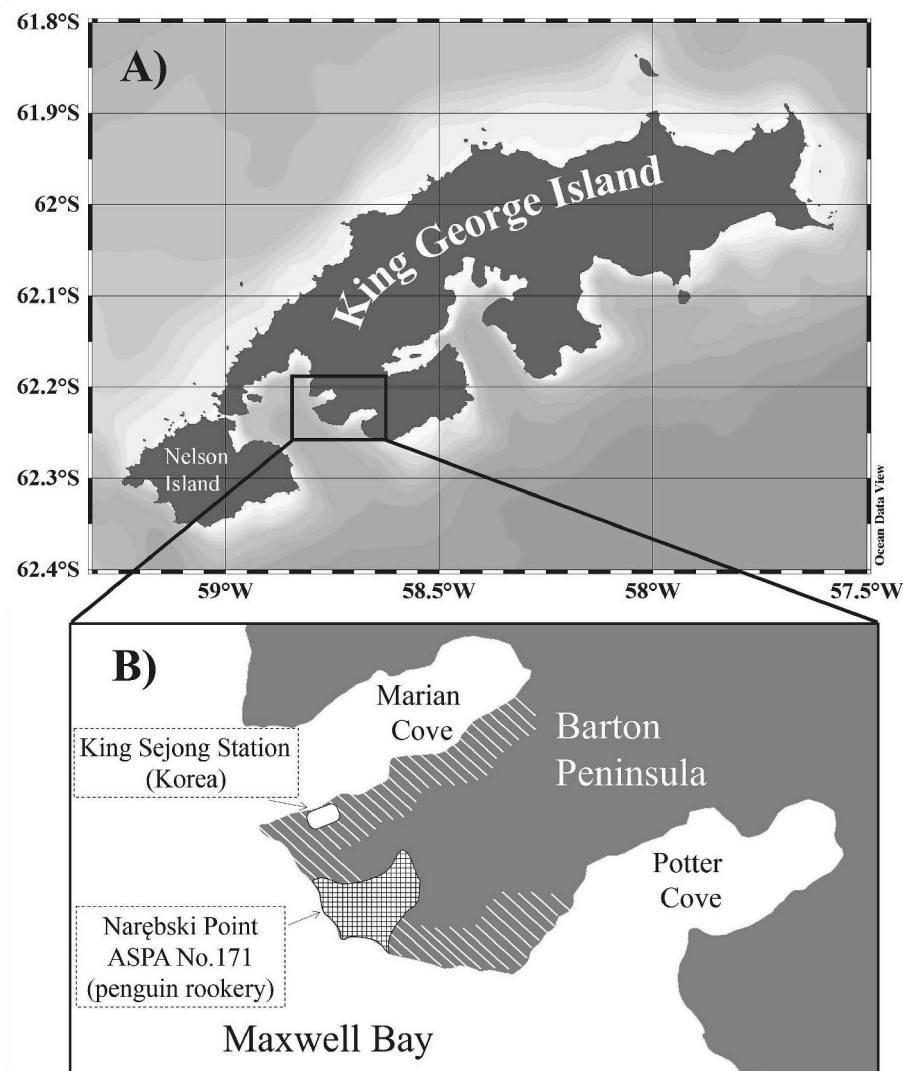 61.8°S
A)
61.9°S
62°S
King George Island
62.1°S
62.2°S
Nelson
Island
62.3°S
Ocean Data View
62.4°S
59°W
58.5°W
58°W
57.5°W
B)
Marian
Cove
King Sejong Station
(Korea)
Barton
Peninsula
Potter
Cove
Narębski Point
ASPA No.171
(penguin rookery)
Maxwell Bay